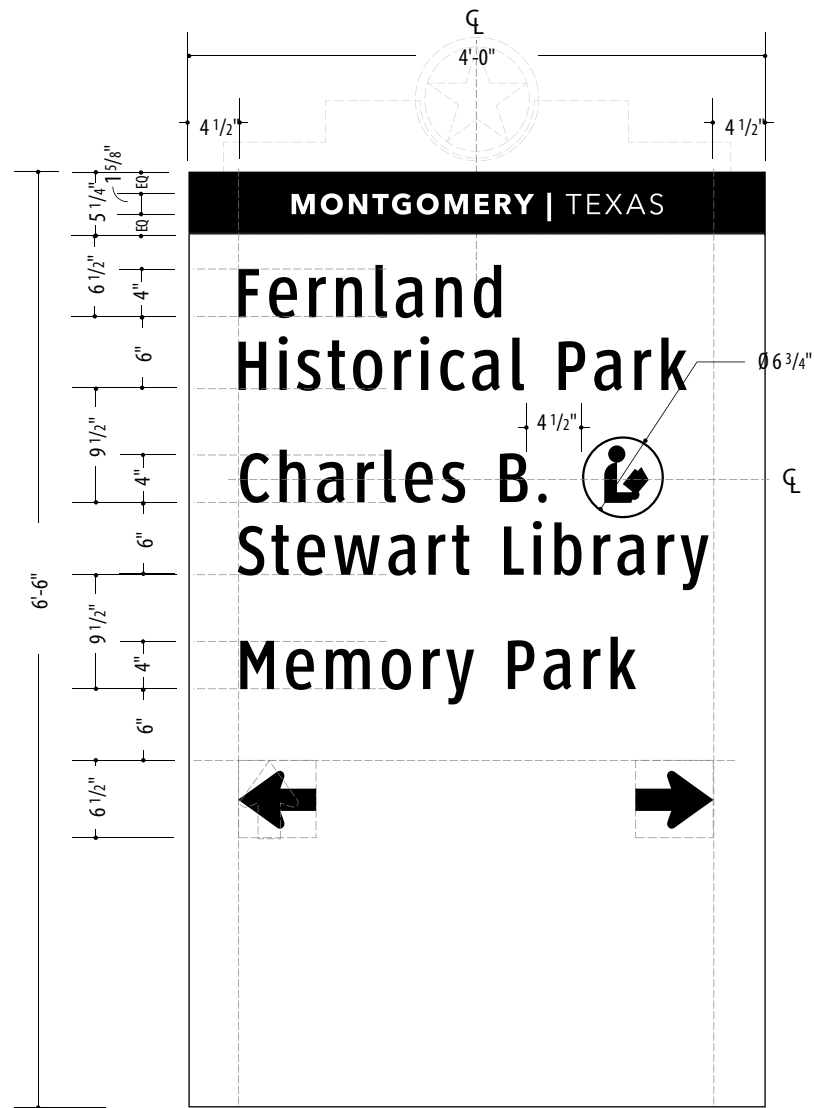 ℄
4'-0"
4 1/2"
4 1/2"
1 5/8"
5 1/4"
EQ
EQ
MONTGOMERY | TEXAS
6 1/2"
4"
Fernland
6"
Historical Park
Ø 6 3/4"
9 1/2"
4 1/2"
4"
Charles B.
℄
6"
Stewart Library
6'-6"
9 1/2"
4"
Memory Park
6"
6 1/2"